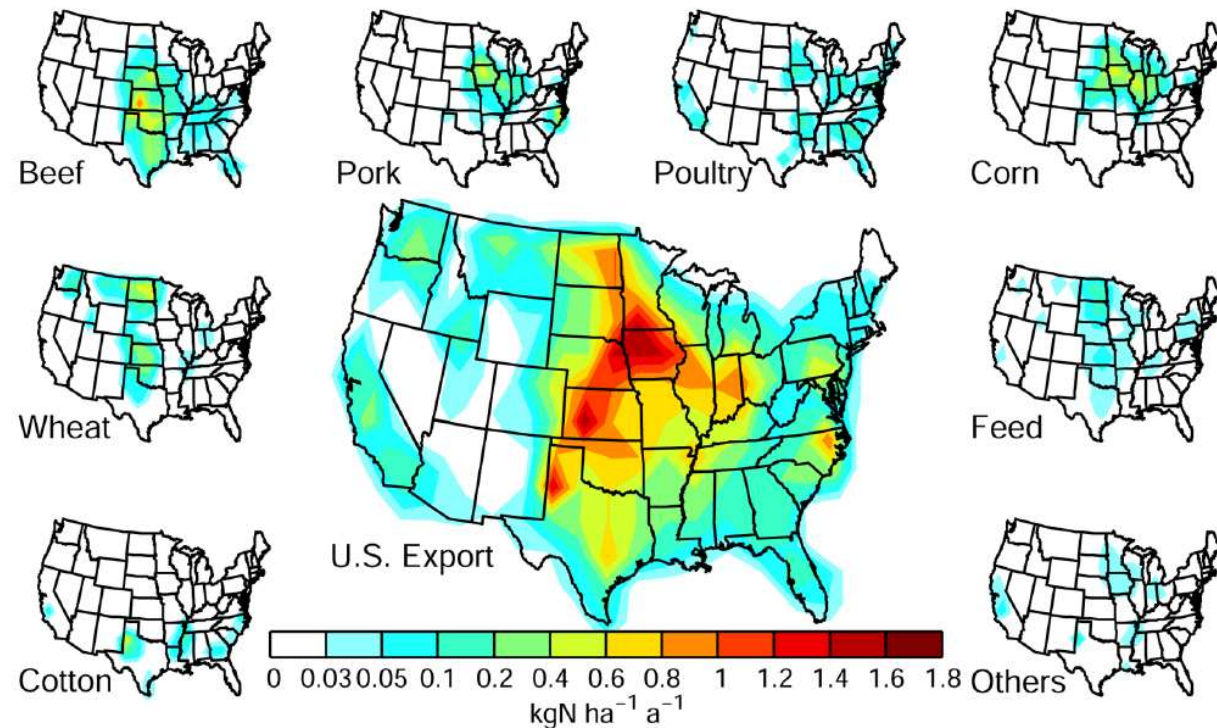 Beef
Pork
Poultry
Corn
Wheat
U.S. Export
Feed
Cotton
0 0.03 0.05 0.1 0.2 0.4 0.6 0.8 1 1.2 1.4 1.6 1.8
kgN ha⁻¹ a⁻¹
Others